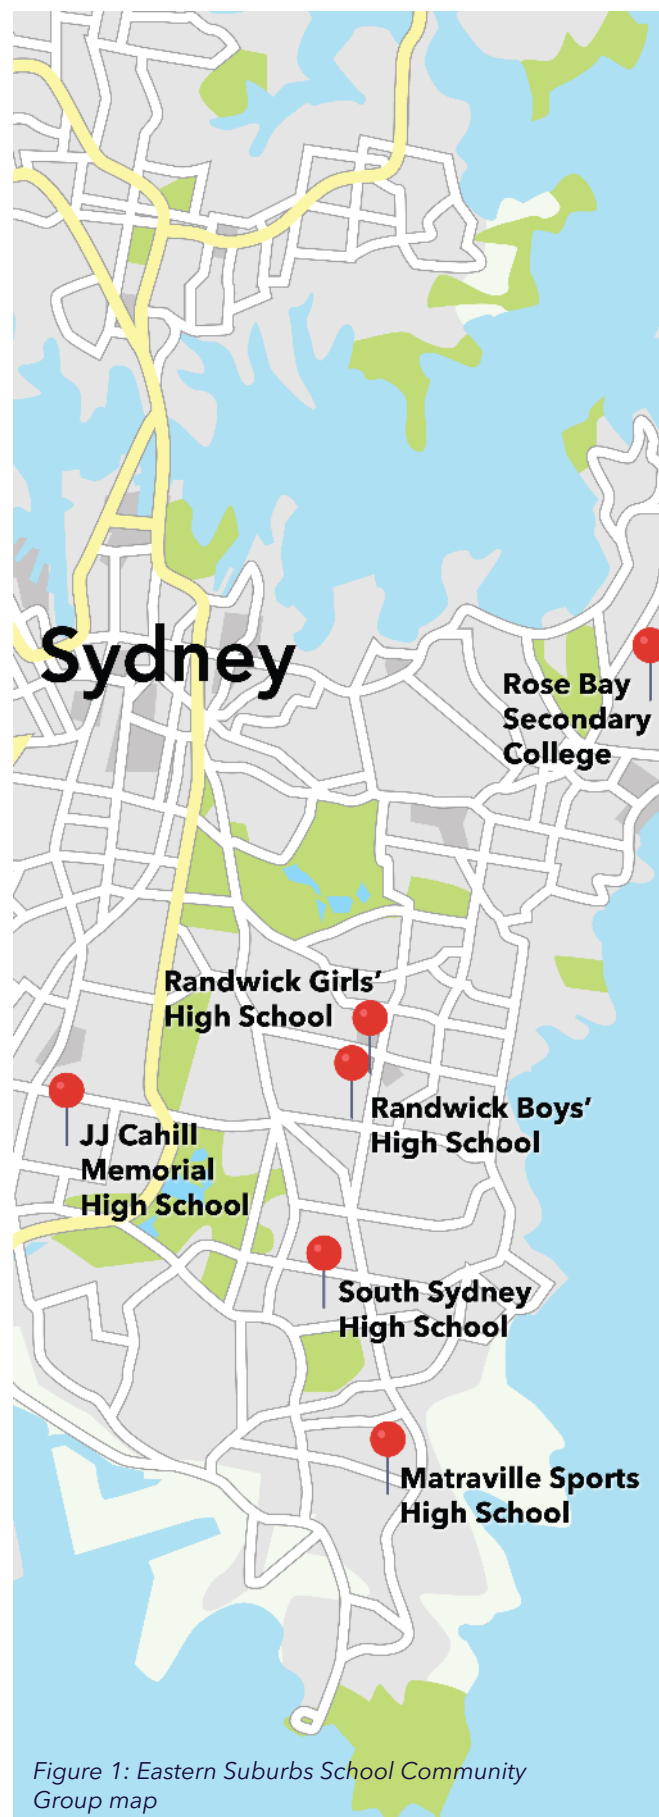 Sydney
Rose Bay
Secondary
College
Randwick Girls’
High School
Randwick Boys’
High School
JJ Cahill
Memorial
High School
South Sydney
High School
Matraville Sports
High School
Figure 1: Eastern Suburbs School Community
Group map